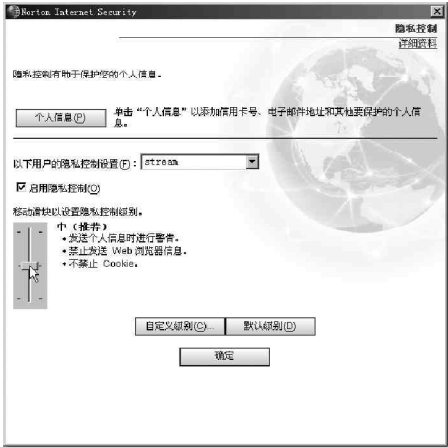 Norton Internet Security
隐私控制
详细资料
隐私控制有助于保护您的个人信息。
个人信息(P)
单击“个人信息”以添加信用卡号、电子邮件地址和其他要保护的个人信息。
以下用户的隐私控制设置(F)：
stream
启用隐私控制(O)
移动滑块以设置隐私控制级别。
中（推荐）
•发送个人信息时进行警告。
•禁止发送 Web 浏览器信息。
•不禁止 Cookie。
自定义级别(C)...
默认级别(D)
确定